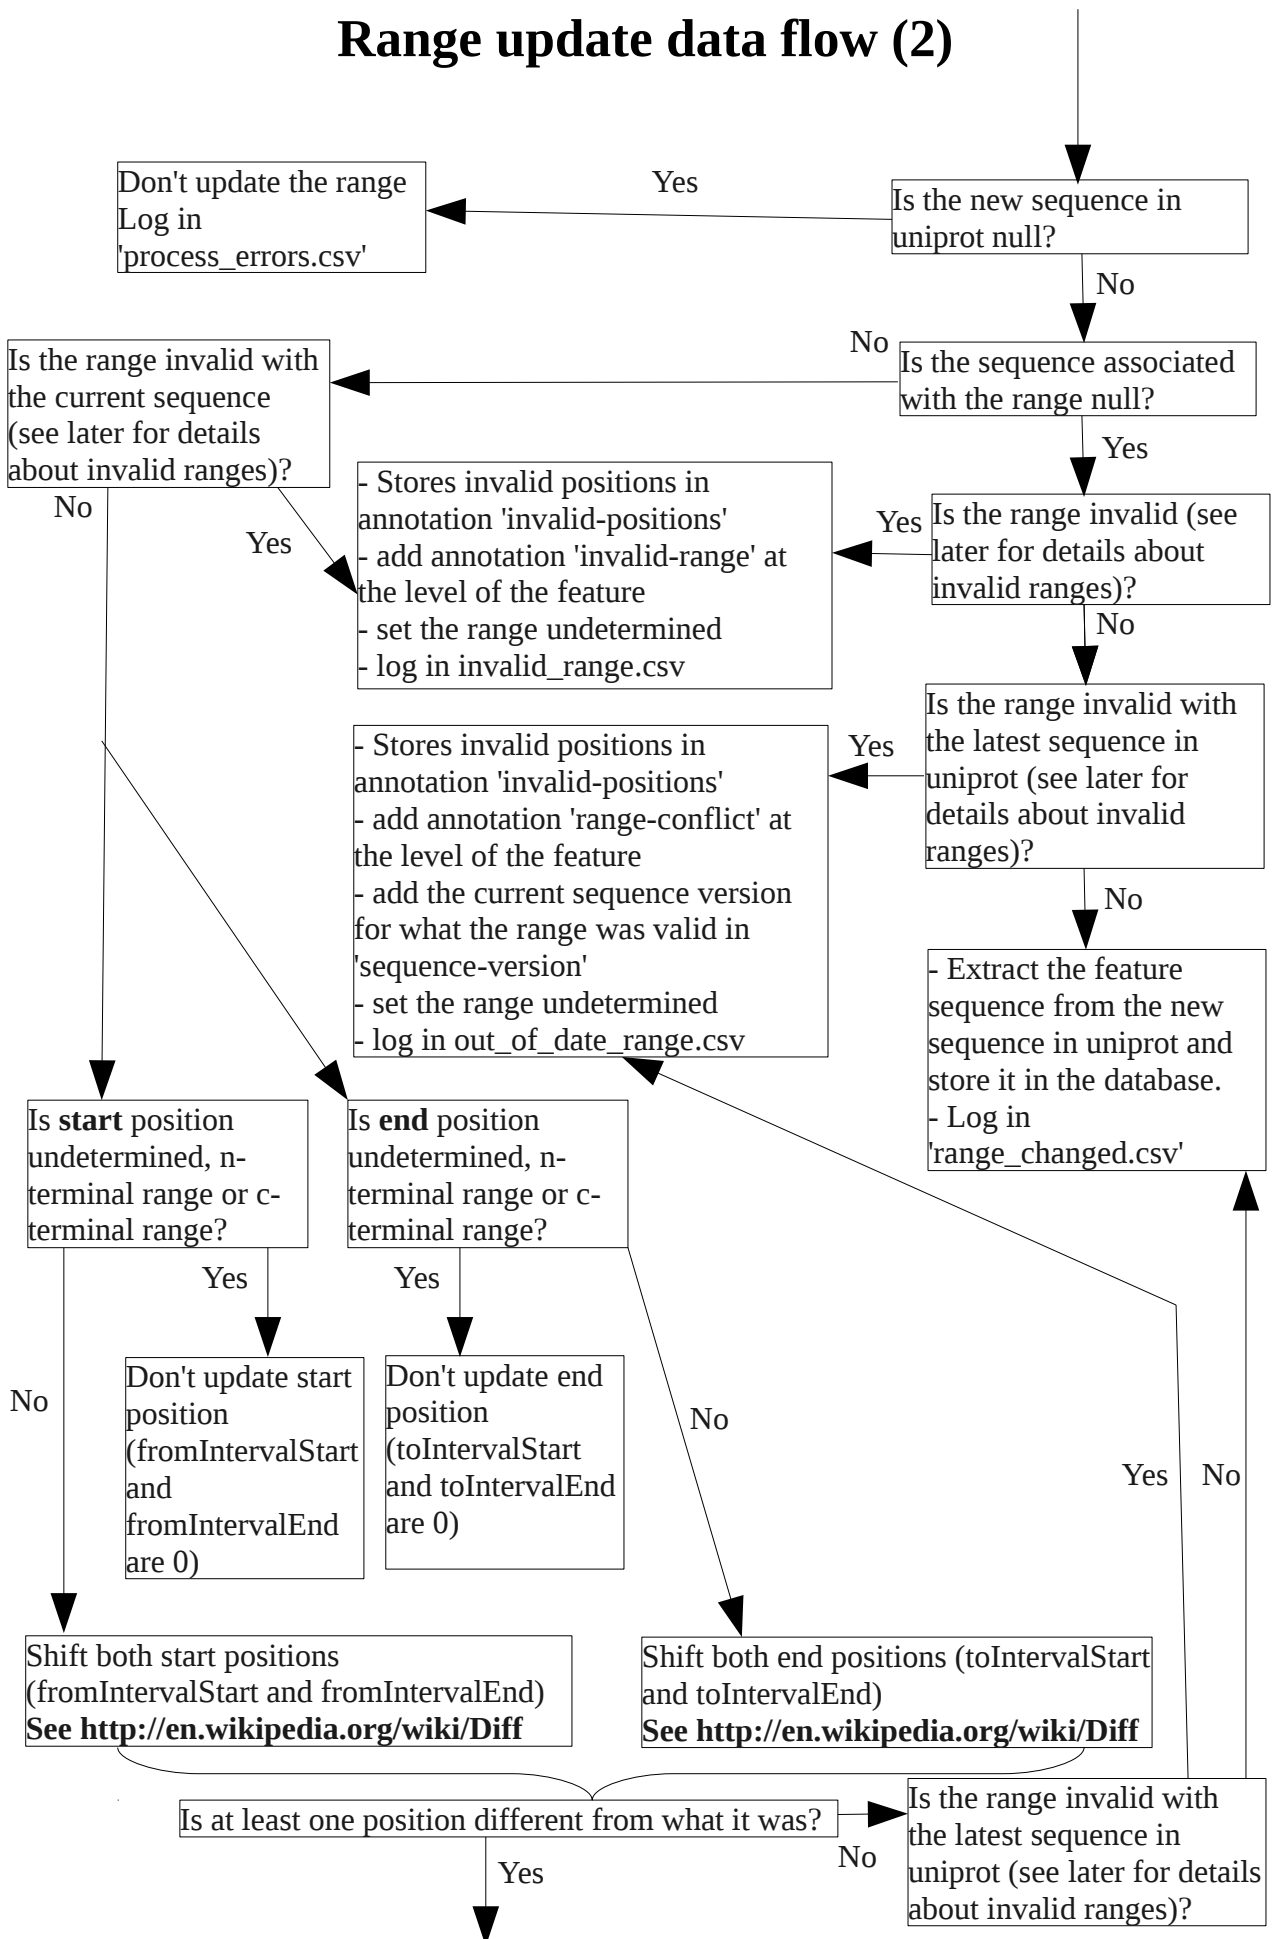 Range update data flow (2)
Don't update the range
Log in
'process_errors.csv'
Yes
Is the new sequence in
uniprot null?
No
Is the range invalid with
the current sequence
(see later for details
about invalid ranges)?
No
Is the sequence associated
with the range null?
Yes
No
Yes
- Stores invalid positions in
annotation 'invalid-positions'
- add annotation 'invalid-range' at
the level of the feature
- set the range undetermined
- log in invalid_range.csv
Yes
Is the range invalid (see
later for details about
invalid ranges)?
No
- Stores invalid positions in
annotation 'invalid-positions'
- add annotation 'range-conflict' at
the level of the feature
- add the current sequence version
for what the range was valid in
'sequence-version'
- set the range undetermined
- log in out_of_date_range.csv
Yes
Is the range invalid with
the latest sequence in
uniprot (see later for
details about invalid
ranges)?
No
- Extract the feature
sequence from the new
sequence in uniprot and
store it in the database.
- Log in
'range_changed.csv'
Is start position
undetermined, n-
terminal range or c-
terminal range?
Is end position
undetermined, n-
terminal range or c-
terminal range?
Yes
Yes
No
Don't update start
position
(fromIntervalStart
and
fromIntervalEnd
are 0)
Don't update end
position
(toIntervalStart
and toIntervalEnd
are 0)
No
Yes
No
Shift both start positions
(fromIntervalStart and fromIntervalEnd)
See http://en.wikipedia.org/wiki/Diff
Shift both end positions (toIntervalStart
and toIntervalEnd)
See http://en.wikipedia.org/wiki/Diff
Is at least one position different from what it was?
No
Yes
Is the range invalid with
the latest sequence in
uniprot (see later for details
about invalid ranges)?